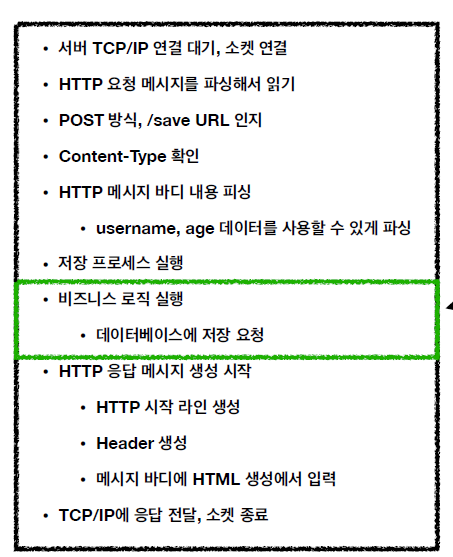 • 서버 TCP/IP 연결 대기, 소켓 연결
• HTTP 요청 메시지를 파싱해서 읽기
• POST 방식, /save URL 인지
• Content-Type 확인
• HTTP 메시지 바디 내용 피싱
• username, age 데이터를 사용할 수 있게 파싱
• 저장 프로세스 실행
• 비즈니스 로직 실행
• 데이터베이스에 저장 요청
• HTTP 응답 메시지 생성 시작
• HTTP 시작 라인 생성
• Header 생성
• 메시지 바디에 HTML 생성에서 입력
• TCP/IP에 응답 전달, 소켓 종료